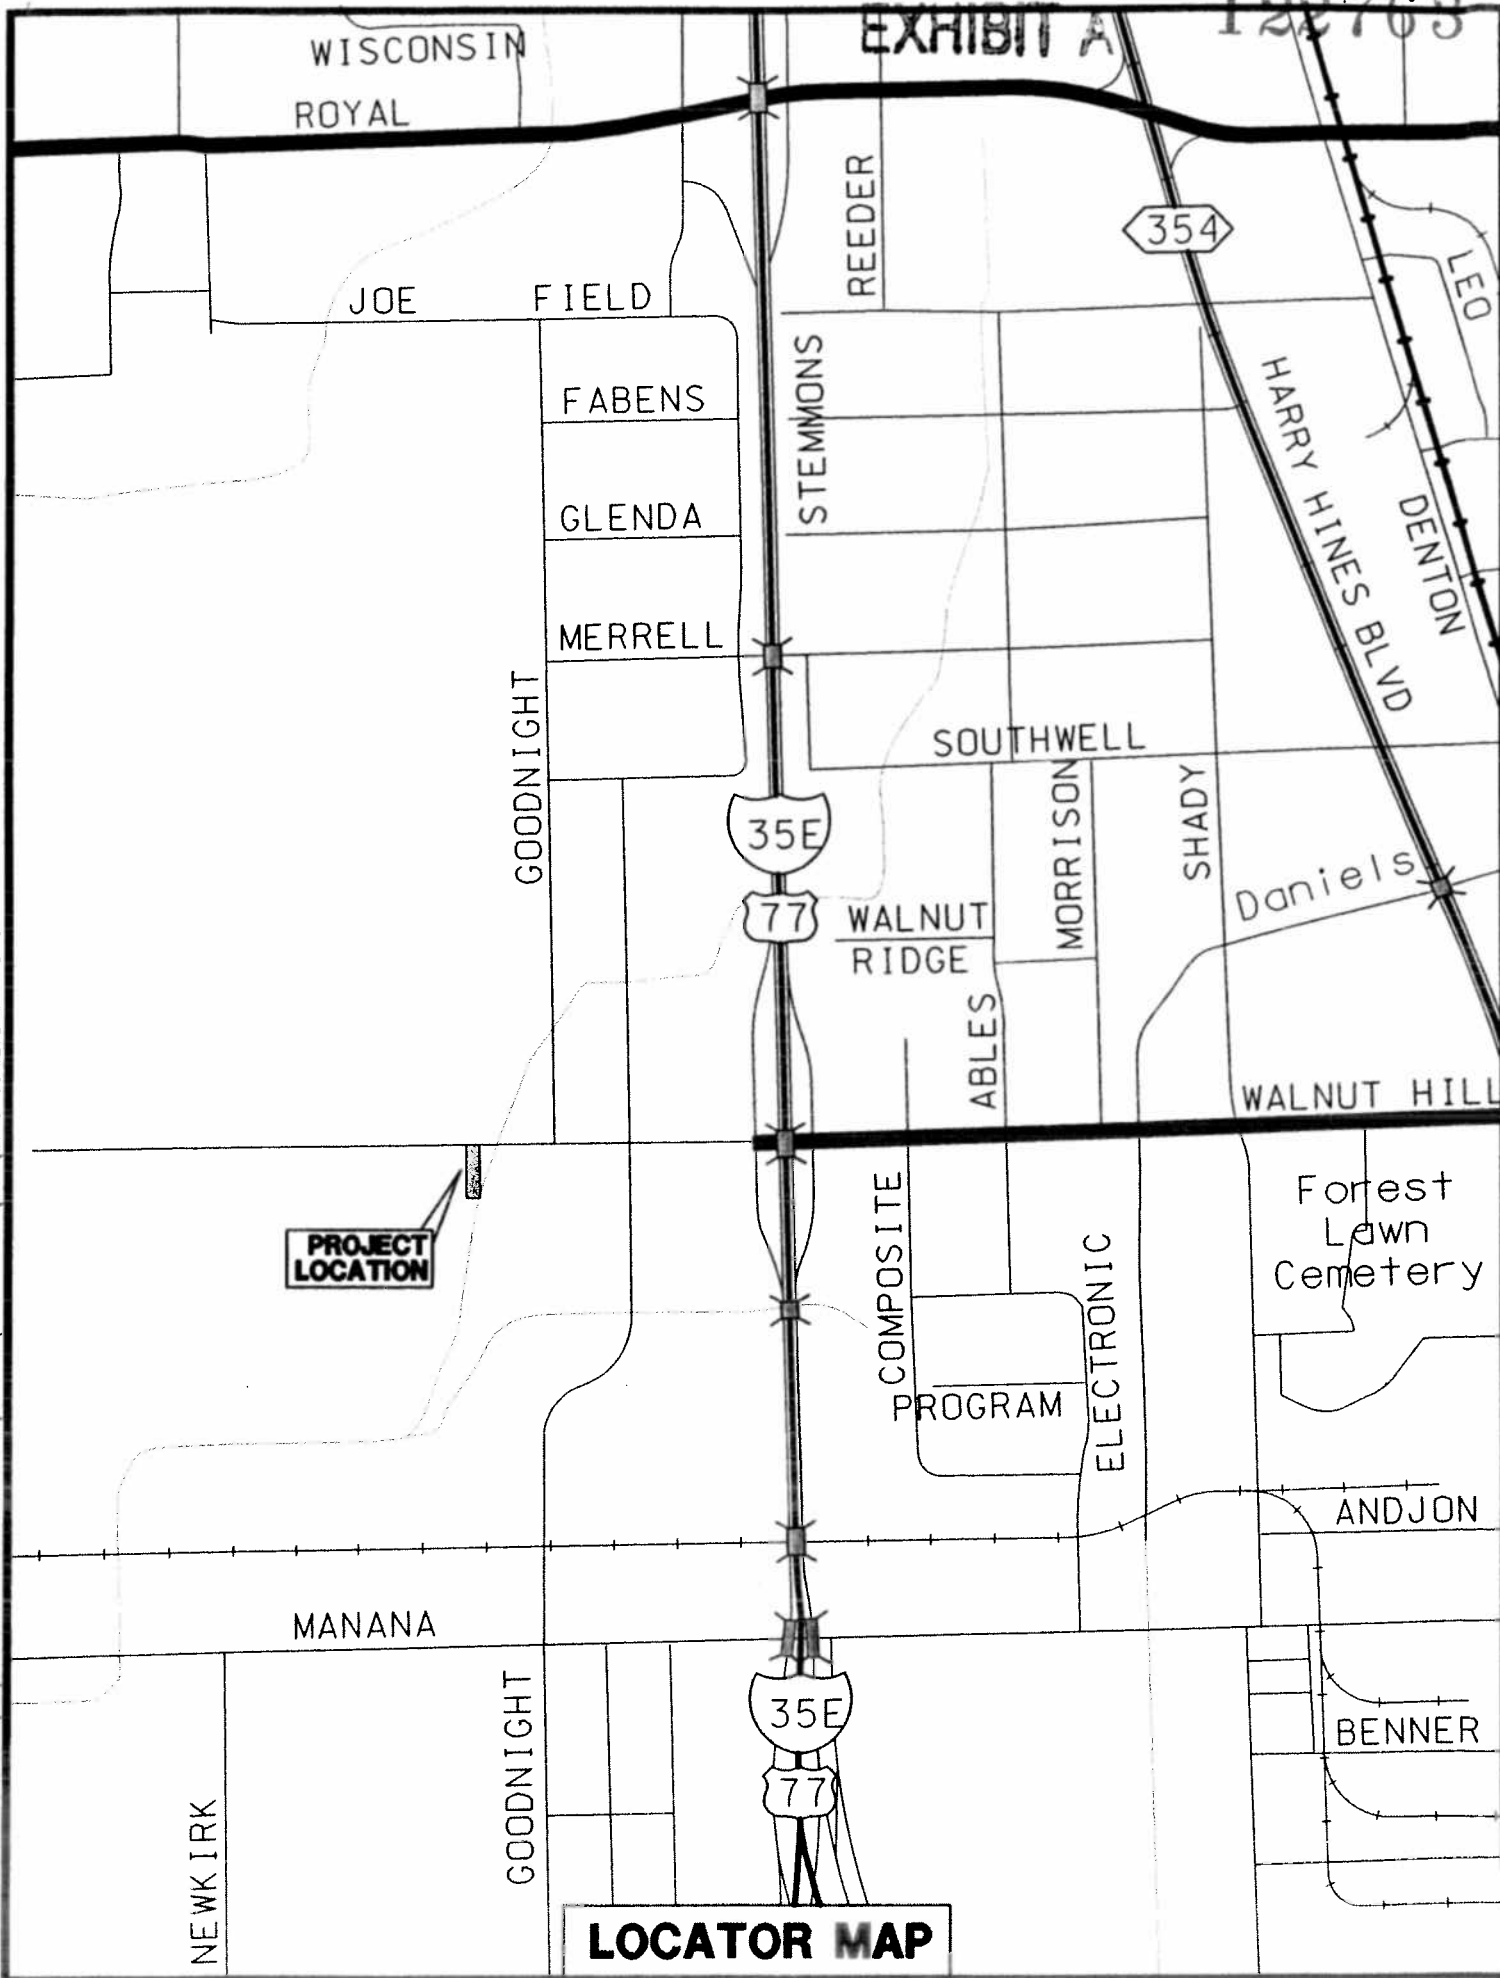 EXHIBIT A
122763
WISCONSIN
ROYAL
REEDER
354
LEO
JOE FIELD
FABENS
STEMMONS
HARRY HINES BLVD
GLENDA
DENTON
MERRELL
GOODNIGHT
SOUTHWELL
35E
MORRISON
SHADY
Daniels
77
WALNUT
RIDGE
ABLES
WALNUT HILL
PROJECT
LOCATION
COMPOSITE
Forest
Lawn
Cemetery
ELECTRONIC
PROGRAM
ANDJON
MANANA
GOODNIGHT
35E
BENNER
77
NEWKIRK
LOCATOR MAP